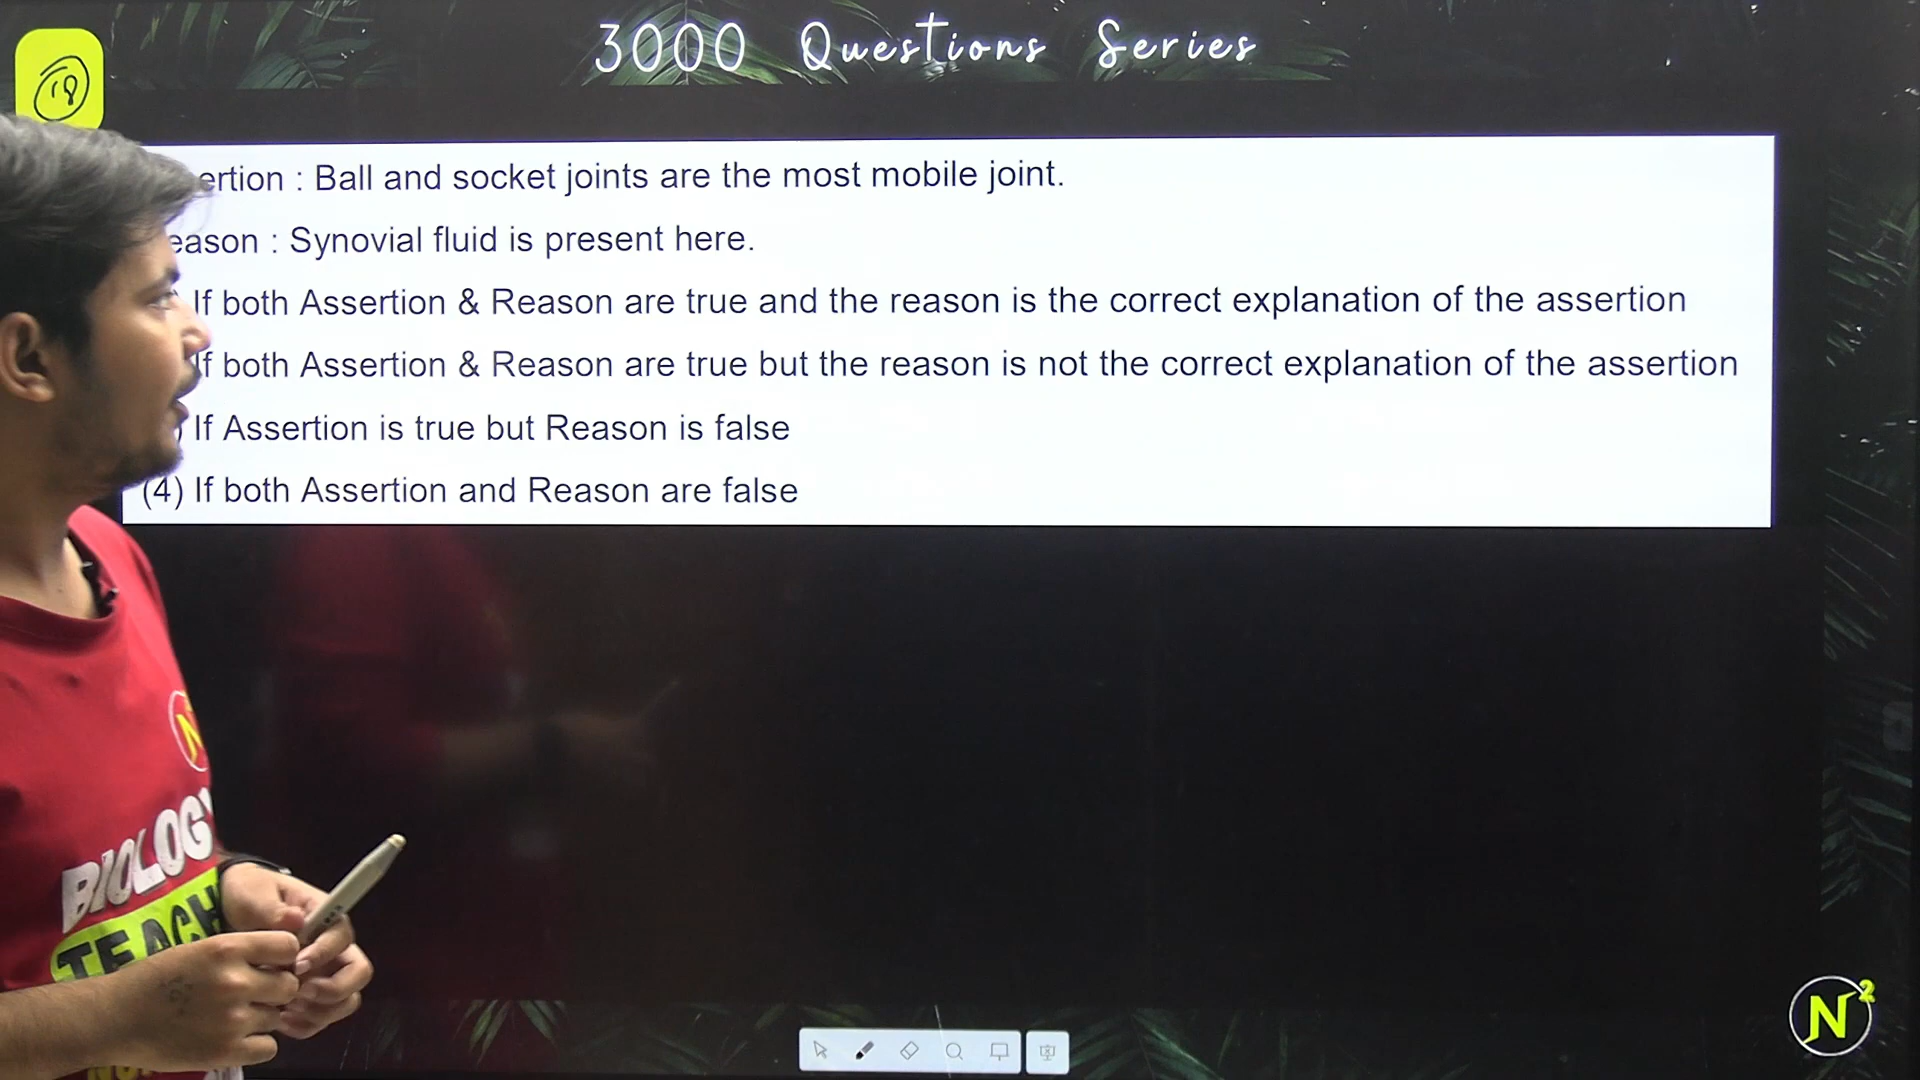 3000 Questions Series
ertion : Ball and socket joints are the most mobile joint.
eason : Synovial fluid is present here.
If both Assertion & Reason are true and the reason is the correct explanation of the assertion
If both Assertion & Reason are true but the reason is not the correct explanation of the assertion
) If Assertion is true but Reason is false
(4) If both Assertion and Reason are false
N
BIOLOGY
TEACH
N2